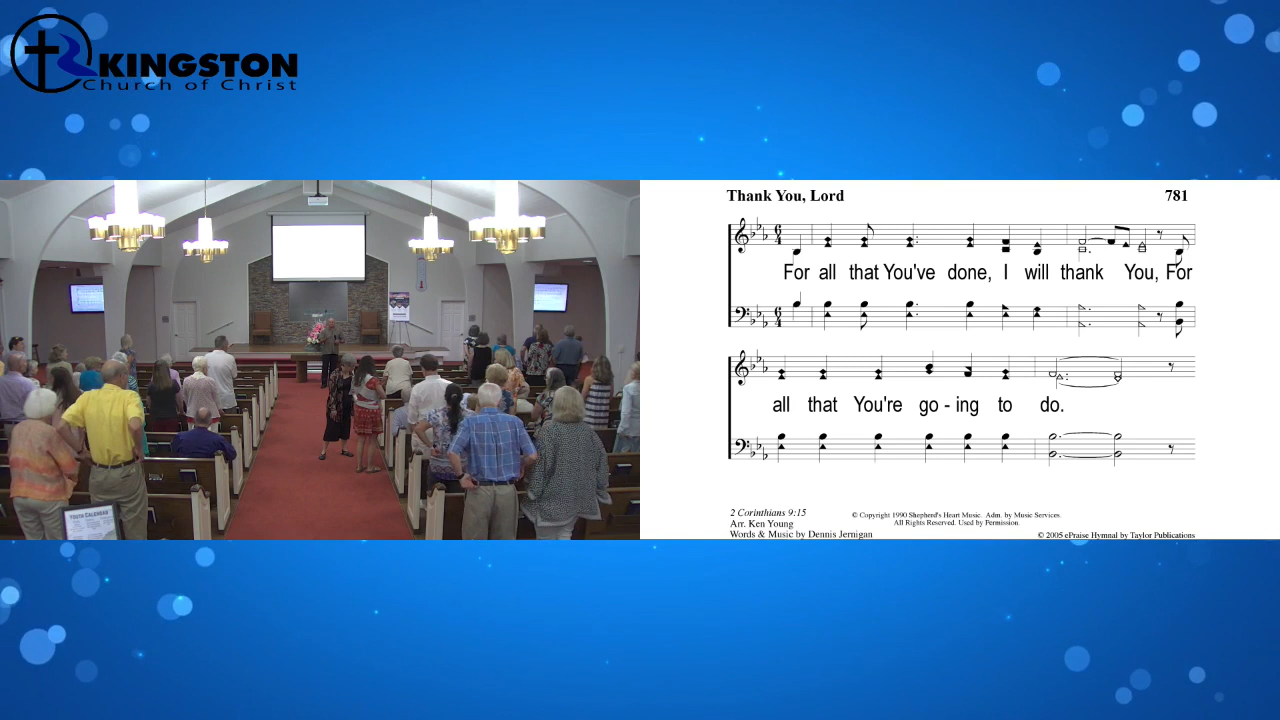 KINGSTON
Church of Christ
Thank You, Lord 781
For all that You've done, I will thank You, For
all that You're go - ing to do.
2 Corinthians 9:15
Arr. Ken Young
Words & Music by Dennis Jernigan
© Copyright 1990 Shepherd's Heart Music. Adm. by Music Services.
All Rights Reserved. Used by Permission.
© 2005 ePraise Hymnal by Taylor Publications
YOUTH CALENDAR